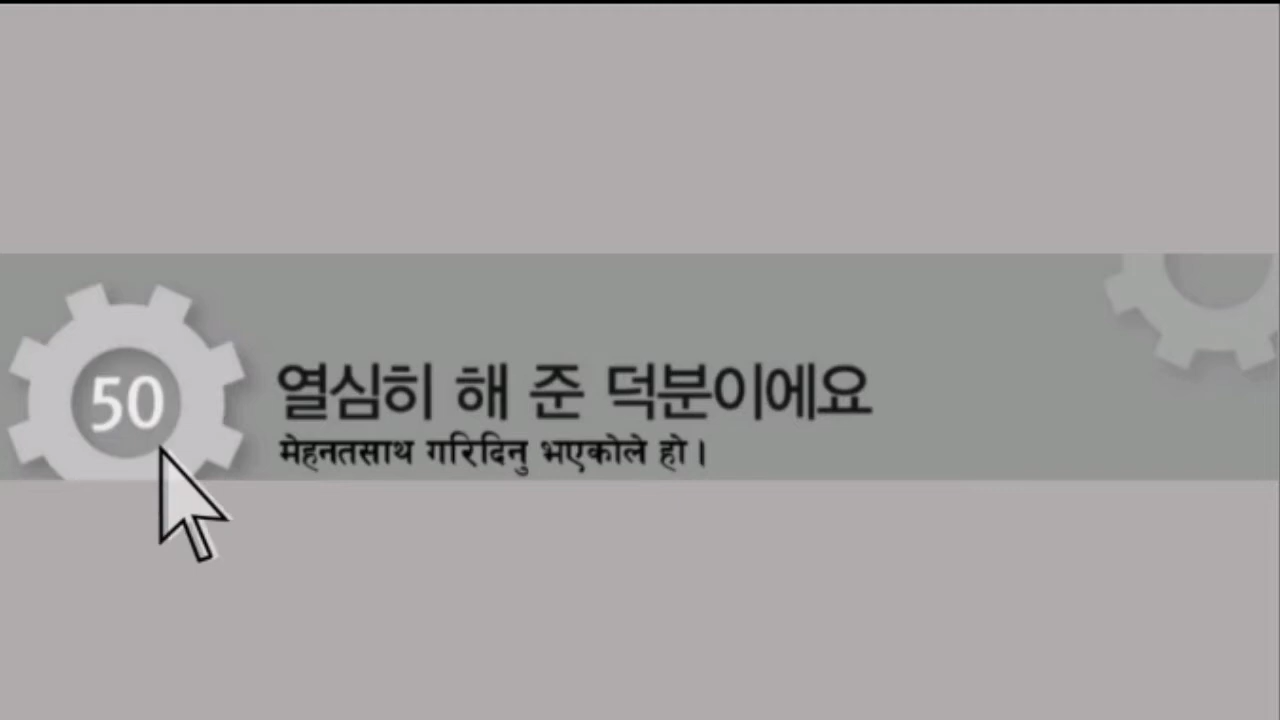 50
열심히 해 준 덕분이에요
मेहनतसाथ गरिदिनु भएकोले हो ।